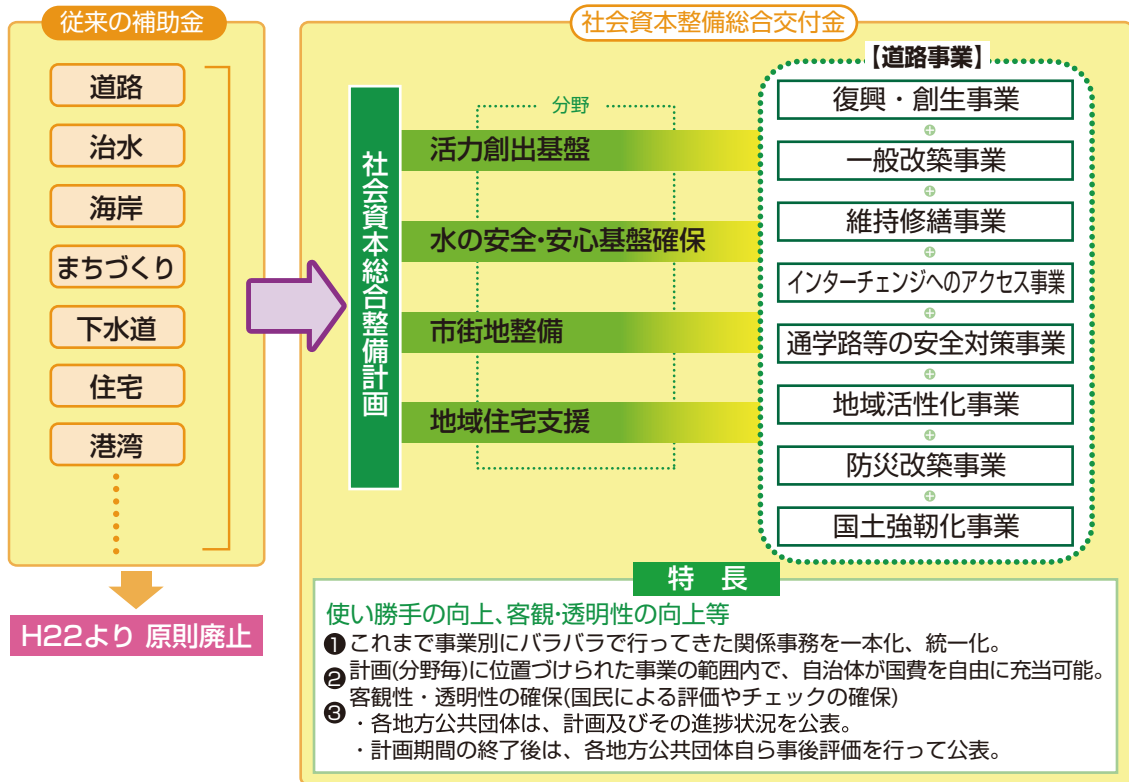 従来の補助金
道路
治水
海岸
まちづくり
下水道
住宅
港湾
H22より 原則廃止
社会資本整備総合交付金
社会資本総合整備計画
分野
活力創出基盤
水の安全・安心基盤確保
市街地整備
地域住宅支援
【道路事業】
復興・創生事業
一般改築事業
維持修繕事業
インターチェンジへのアクセス事業
通学路等の安全対策事業
地域活性化事業
防災改築事業
国土強靭化事業
特 長
使い勝手の向上、客観・透明性の向上等
❶これまで事業別にバラバラで行ってきた関係事務を一本化、統一化。
❷計画(分野毎)に位置づけられた事業の範囲内で、自治体が国費を自由に充当可能。
❸客観性・透明性の確保(国民による評価やチェックの確保)
・各地方公共団体は、計画及びその進捗状況を公表。
・計画期間の終了後は、各地方公共団体自ら事後評価を行って公表。